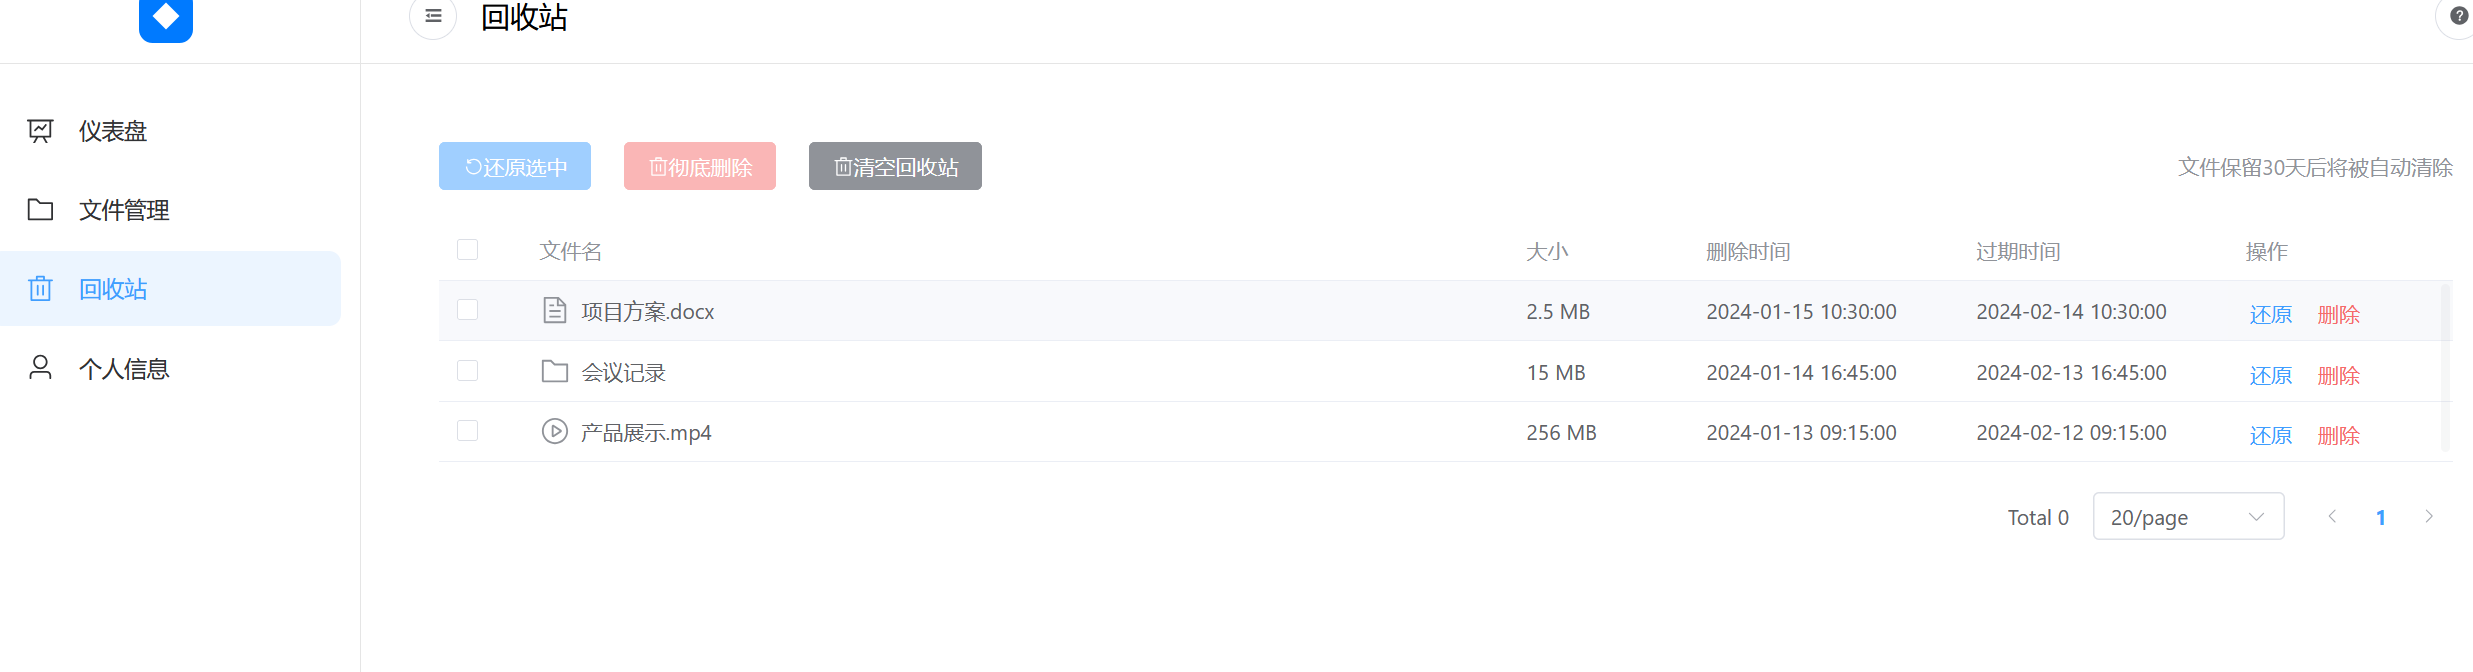 回收站
仪表盘
文件管理
回收站
个人信息
还原选中 彻底删除 清空回收站 文件保留30天后将被自动清除
文件名 大小 删除时间 过期时间 操作
项目方案.docx 2.5 MB 2024-01-15 10:30:00 2024-02-14 10:30:00 还原 删除
会议记录 15 MB 2024-01-14 16:45:00 2024-02-13 16:45:00 还原 删除
产品展示.mp4 256 MB 2024-01-13 09:15:00 2024-02-12 09:15:00 还原 删除
Total 0 20/page 1